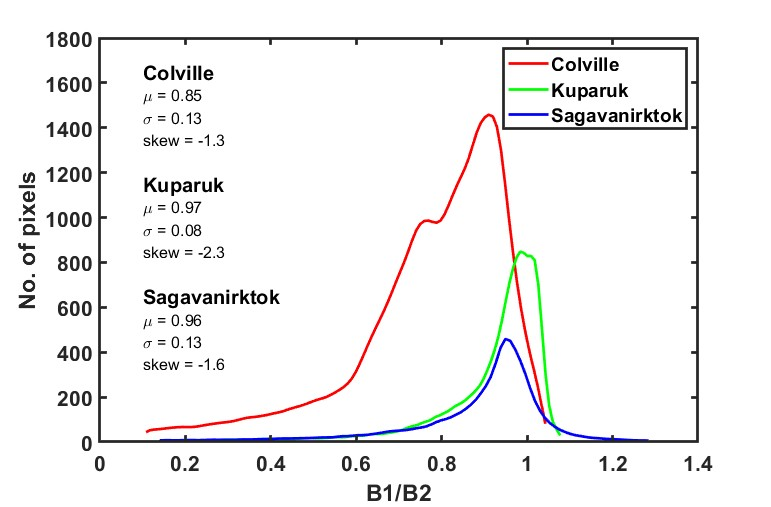 1800
1600
1400
1200
1000
800
600
400
200
0
No. of pixels
Colville
μ = 0.85
σ = 0.13
skew = -1.3
Kuparuk
μ = 0.97
σ = 0.08
skew = -2.3
Sagavanirktok
μ = 0.96
σ = 0.13
skew = -1.6
Colville
Kuparuk
Sagavanirktok
0 0.2 0.4 0.6 0.8 1 1.2 1.4
B1/B2